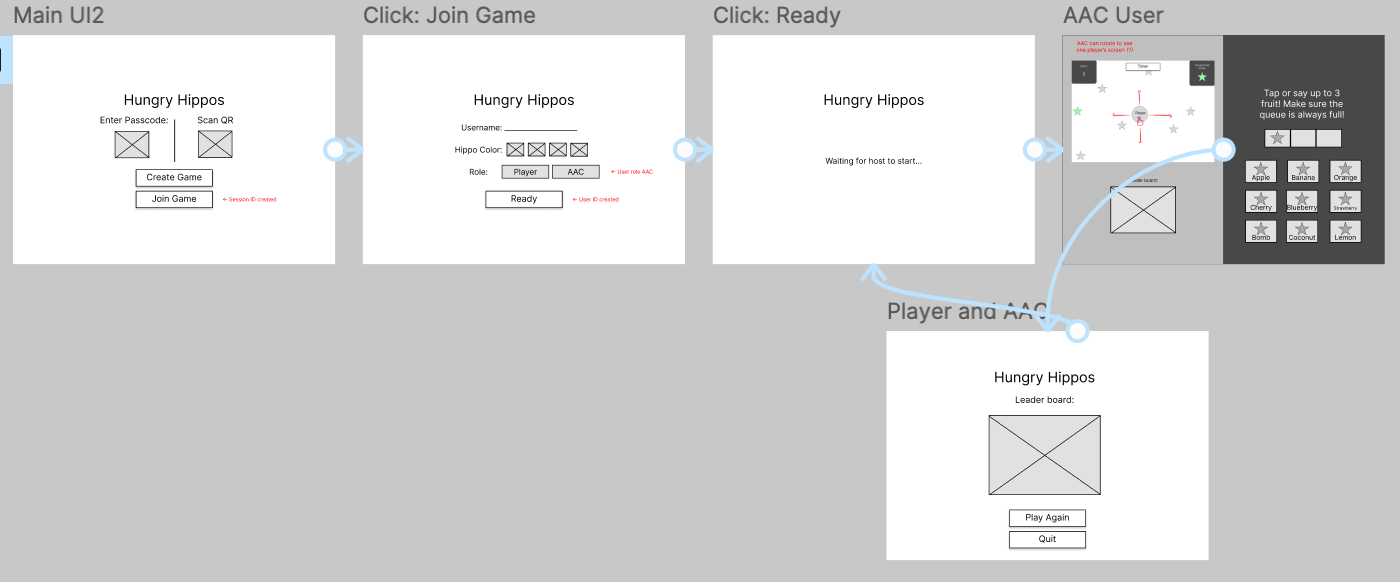 Main UI2
Hungry Hippos
Enter Passcode:
Scan QR
Create Game
Join Game
← Session ID created
Click: Join Game
Hungry Hippos
Username:
Hippo Color:
Role:
Player
AAC
← User role AAC
Ready
← User ID created
Click: Ready
Hungry Hippos
Waiting for host to start...
AAC User
AAC can rotate to see
one player's screen (?)
Timer
?
Player
board:
Tap or say up to 3
fruit! Make sure the
queue is always full!
Apple
Banana
Orange
Cherry
Blueberry
Strawberry
Bomb
Coconut
Lemon
Player and AAC
Hungry Hippos
Leader board:
Play Again
Quit